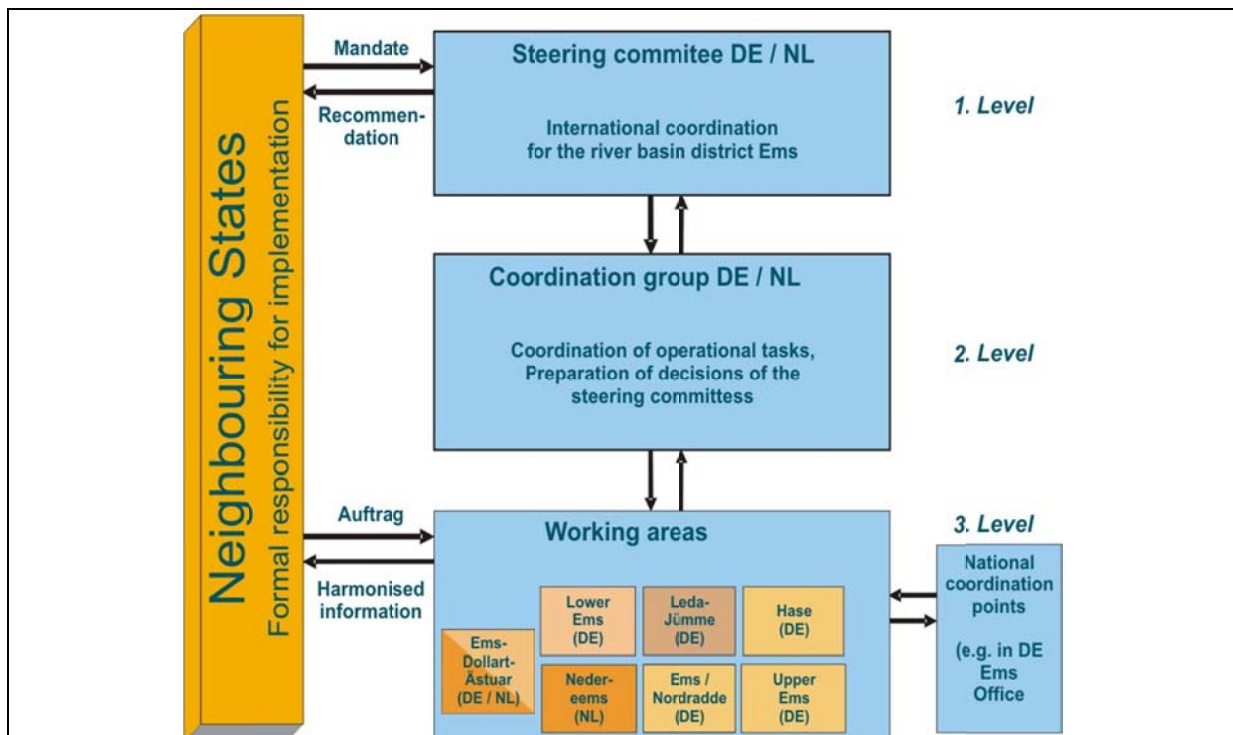 Neighbouring States
Formal responsibility for implementation
Mandate
Recommen-
dation
Steering commitee DE / NL
International coordination
for the river basin district Ems
1. Level
Coordination group DE / NL
Coordination of operational tasks,
Preparation of decisions of the
steering committess
2. Level
Auftrag
Harmonised
information
Working areas
Ems-
Dollart-
Ästuar
(DE / NL)
Lower
Ems
(DE)
Leda-
Jümme
(DE)
Hase
(DE)
Neder-
eems
(NL)
Ems /
Nordradde
(DE)
Upper
Ems
(DE)
3. Level
National
coordination
points
(e.g. in DE
Ems
Office